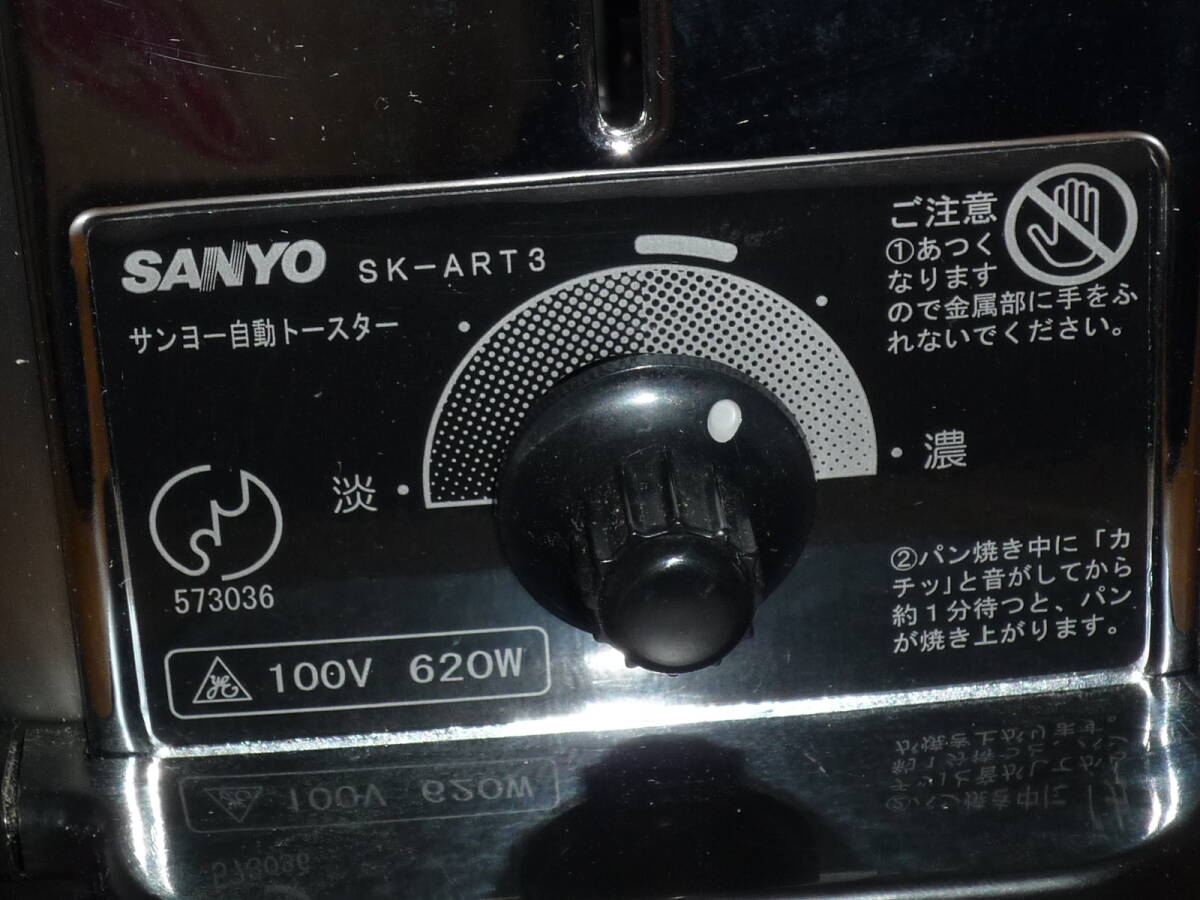 SANYO SK-ART3
サンヨー自動トースター
ご注意
①あつく
なります
ので金属部に手をふ
れないでください。
淡
濃
573036
100V 620W
②パン焼き中に「カ
チッ」と音がしてから
約1分待つと、パン
が焼き上がります。